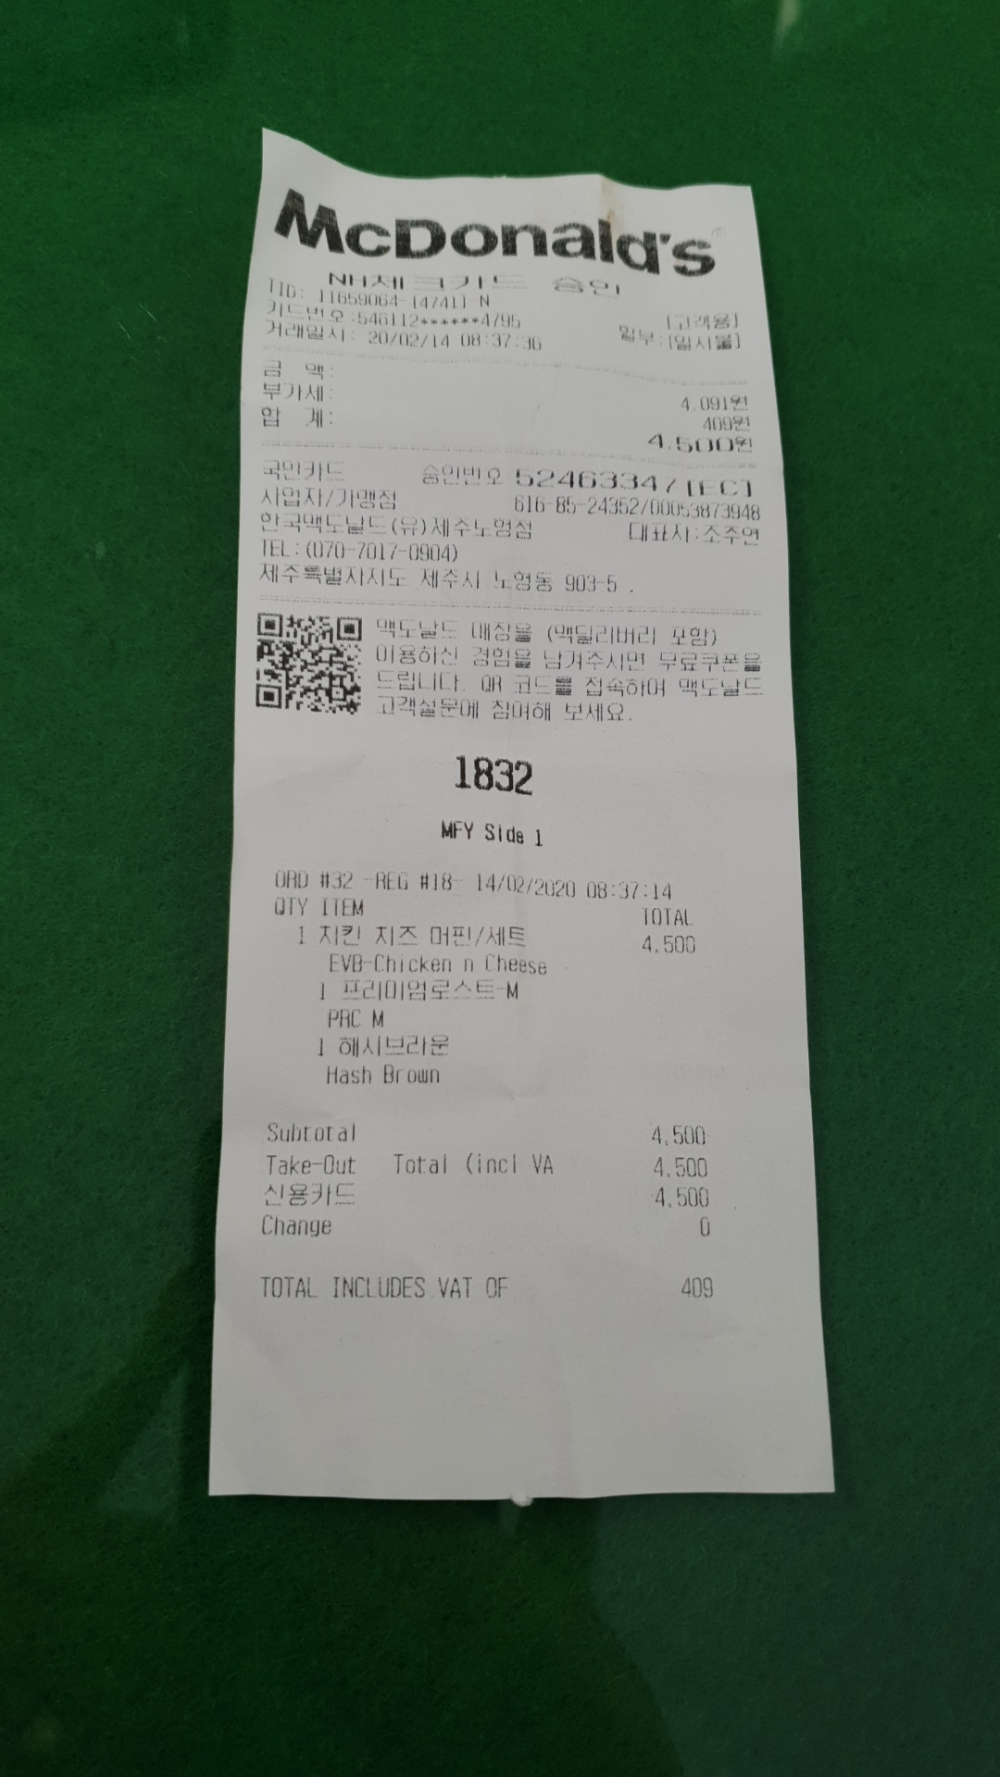 McDonald's
NH체크카드 승인
TID: 11659064-[4741] N
카드번호:546112******4795 [고객용]
거래일시: 20/02/14 08:37:36 할부:[일시불]
금 액: 4,091원
부가세: 409원
합 계: 4,500원
국민카드 승인번호 52463347[EC]
사업자/가맹점 616-85-24352/00053873948
한국맥도날드(유)제주노형점 대표자:조주연
TEL:(070-7017-0904)
제주특별자치도 제주시 노형동 903-5 .
맥도날드 매장을 (맥딜리버리 포함)
이용하신 경험을 남겨주시면 무료쿠폰을
드립니다. QR 코드를 접속하여 맥도날드
고객설문에 참여해 보세요.
1832
MFY Side 1
ORD #32 -REG #18- 14/02/2020 08:37:14
QTY ITEM TOTAL
1 치킨 치즈 머핀/세트 4,500
EVB-Chicken n Cheese
1 프리미엄로스트-M
PRC M
1 해시브라운
Hash Brown
Subtotal 4,500
Take-Out Total (incl VA 4,500
신용카드 4,500
Change 0
TOTAL INCLUDES VAT OF 409